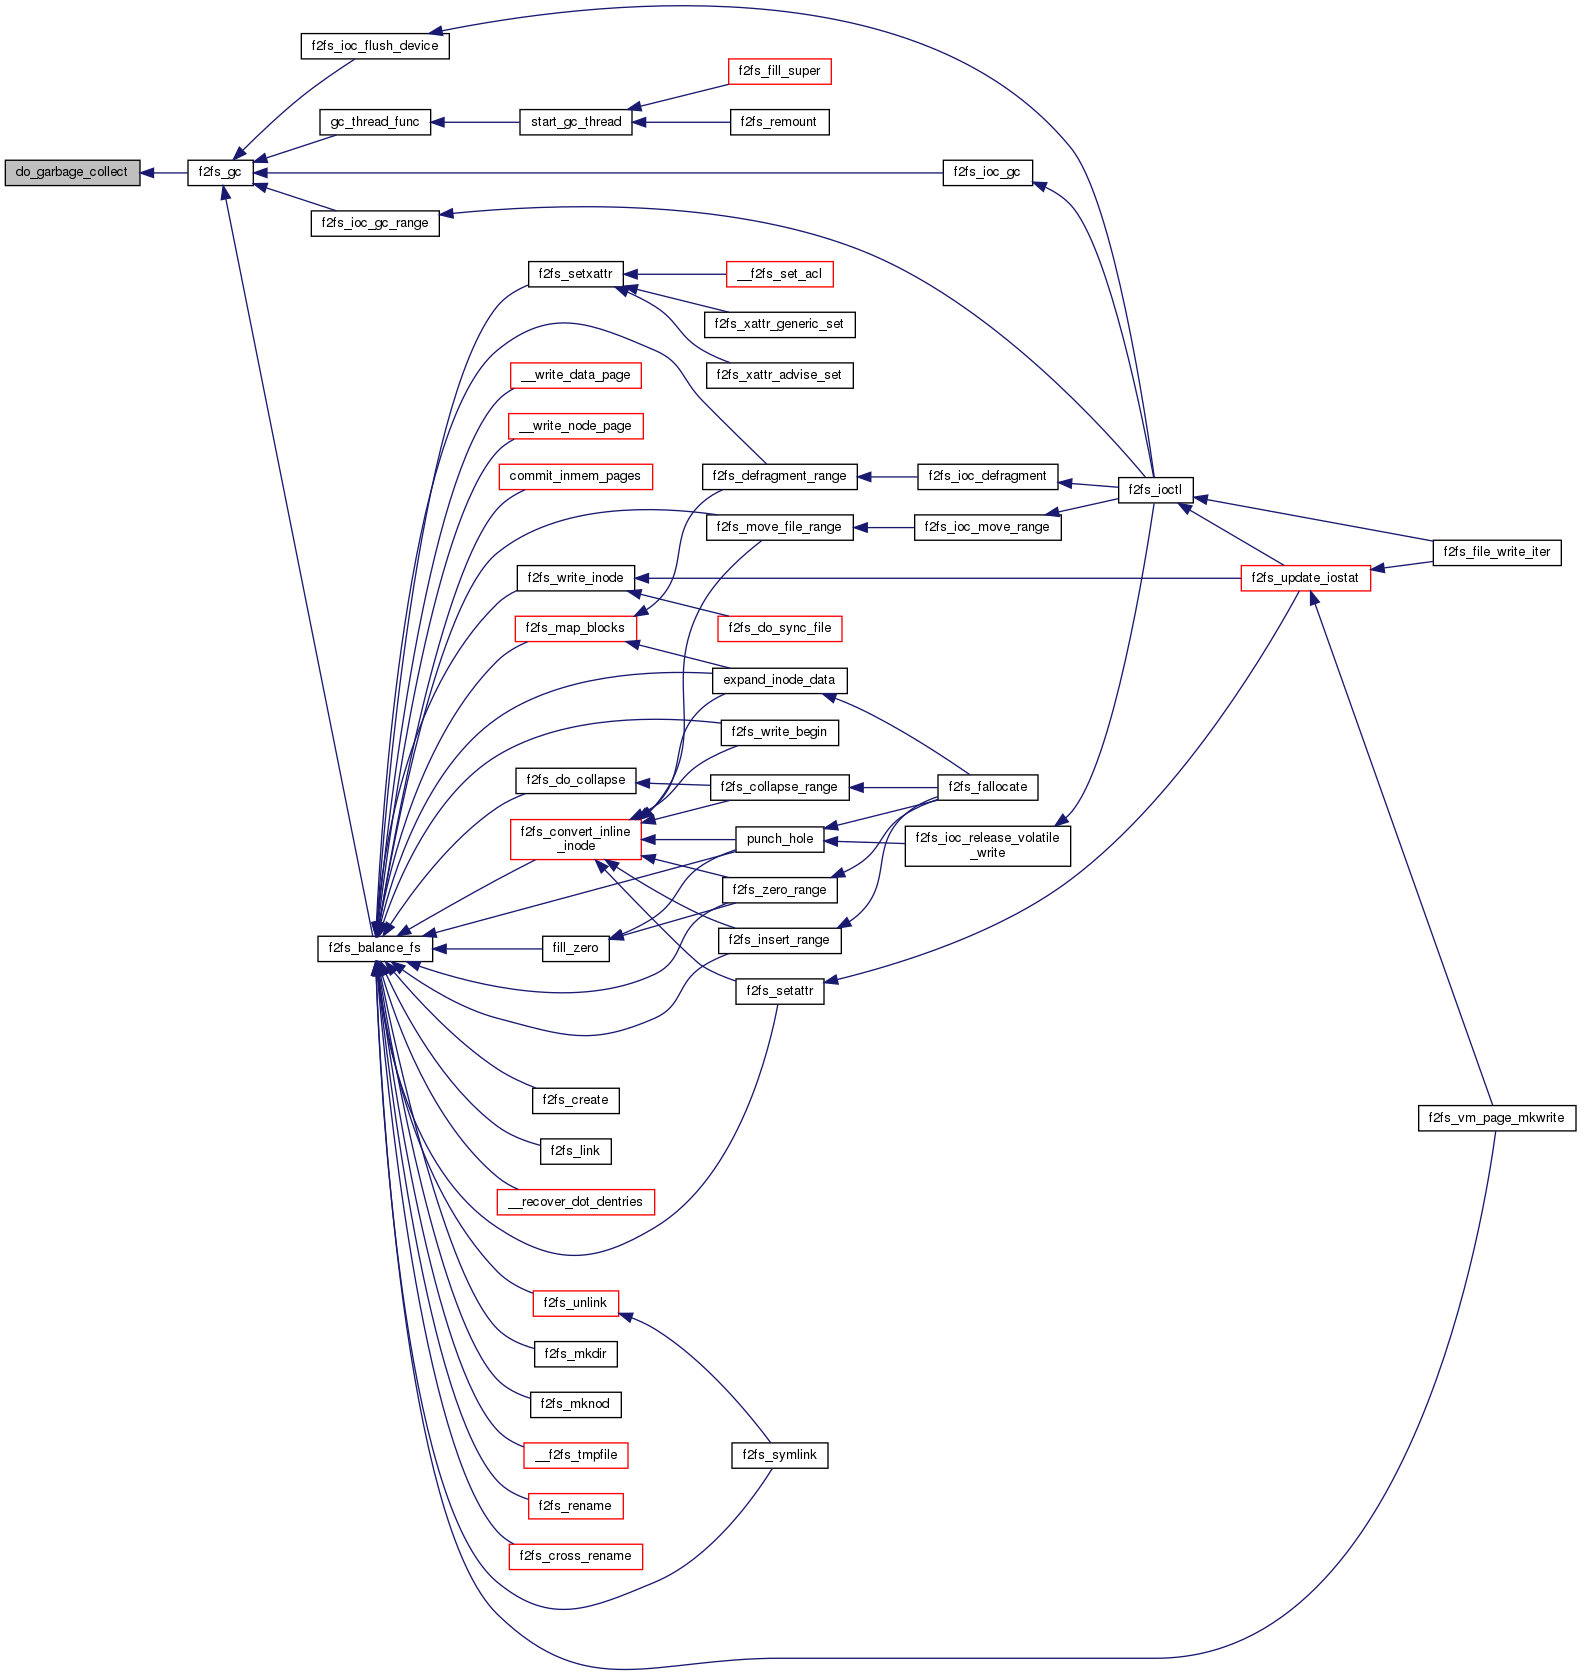 f2fs_ioc_flush_device
f2fs_fill_super
gc_thread_func
start_gc_thread
f2fs_remount
do_garbage_collect
f2fs_gc
f2fs_ioc_gc
f2fs_ioc_gc_range
f2fs_setxattr
__f2fs_set_acl
f2fs_xattr_generic_set
__write_data_page
f2fs_xattr_advise_set
__write_node_page
commit_inmem_pages
f2fs_defragment_range
f2fs_ioc_defragment
f2fs_ioctl
f2fs_move_file_range
f2fs_ioc_move_range
f2fs_file_write_iter
f2fs_write_inode
f2fs_update_iostat
f2fs_map_blocks
f2fs_do_sync_file
expand_inode_data
f2fs_write_begin
f2fs_do_collapse
f2fs_collapse_range
f2fs_fallocate
f2fs_convert_inline
_inode
punch_hole
f2fs_ioc_release_volatile
_write
f2fs_zero_range
f2fs_balance_fs
fill_zero
f2fs_insert_range
f2fs_setattr
f2fs_create
f2fs_vm_page_mkwrite
f2fs_link
__recover_dot_dentries
f2fs_unlink
f2fs_mkdir
f2fs_mknod
__f2fs_tmpfile
f2fs_symlink
f2fs_rename
f2fs_cross_rename